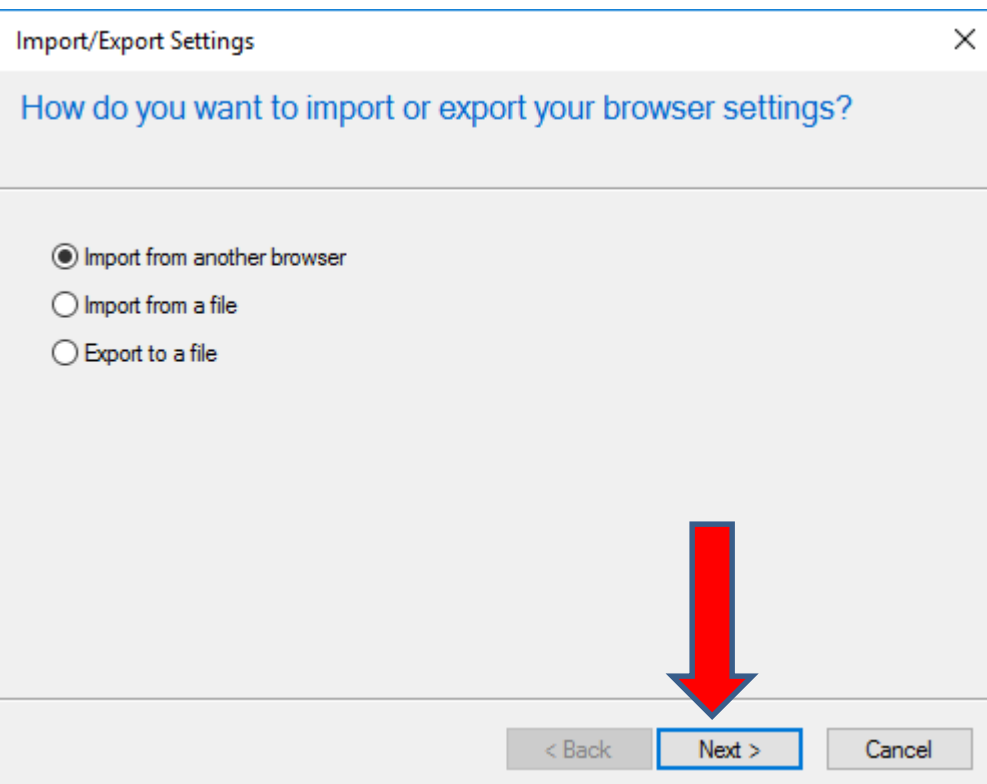 Import/Export Settings
How do you want to import or export your browser settings?
Import from another browser
Import from a file
Export to a file
< Back
Next >
Cancel